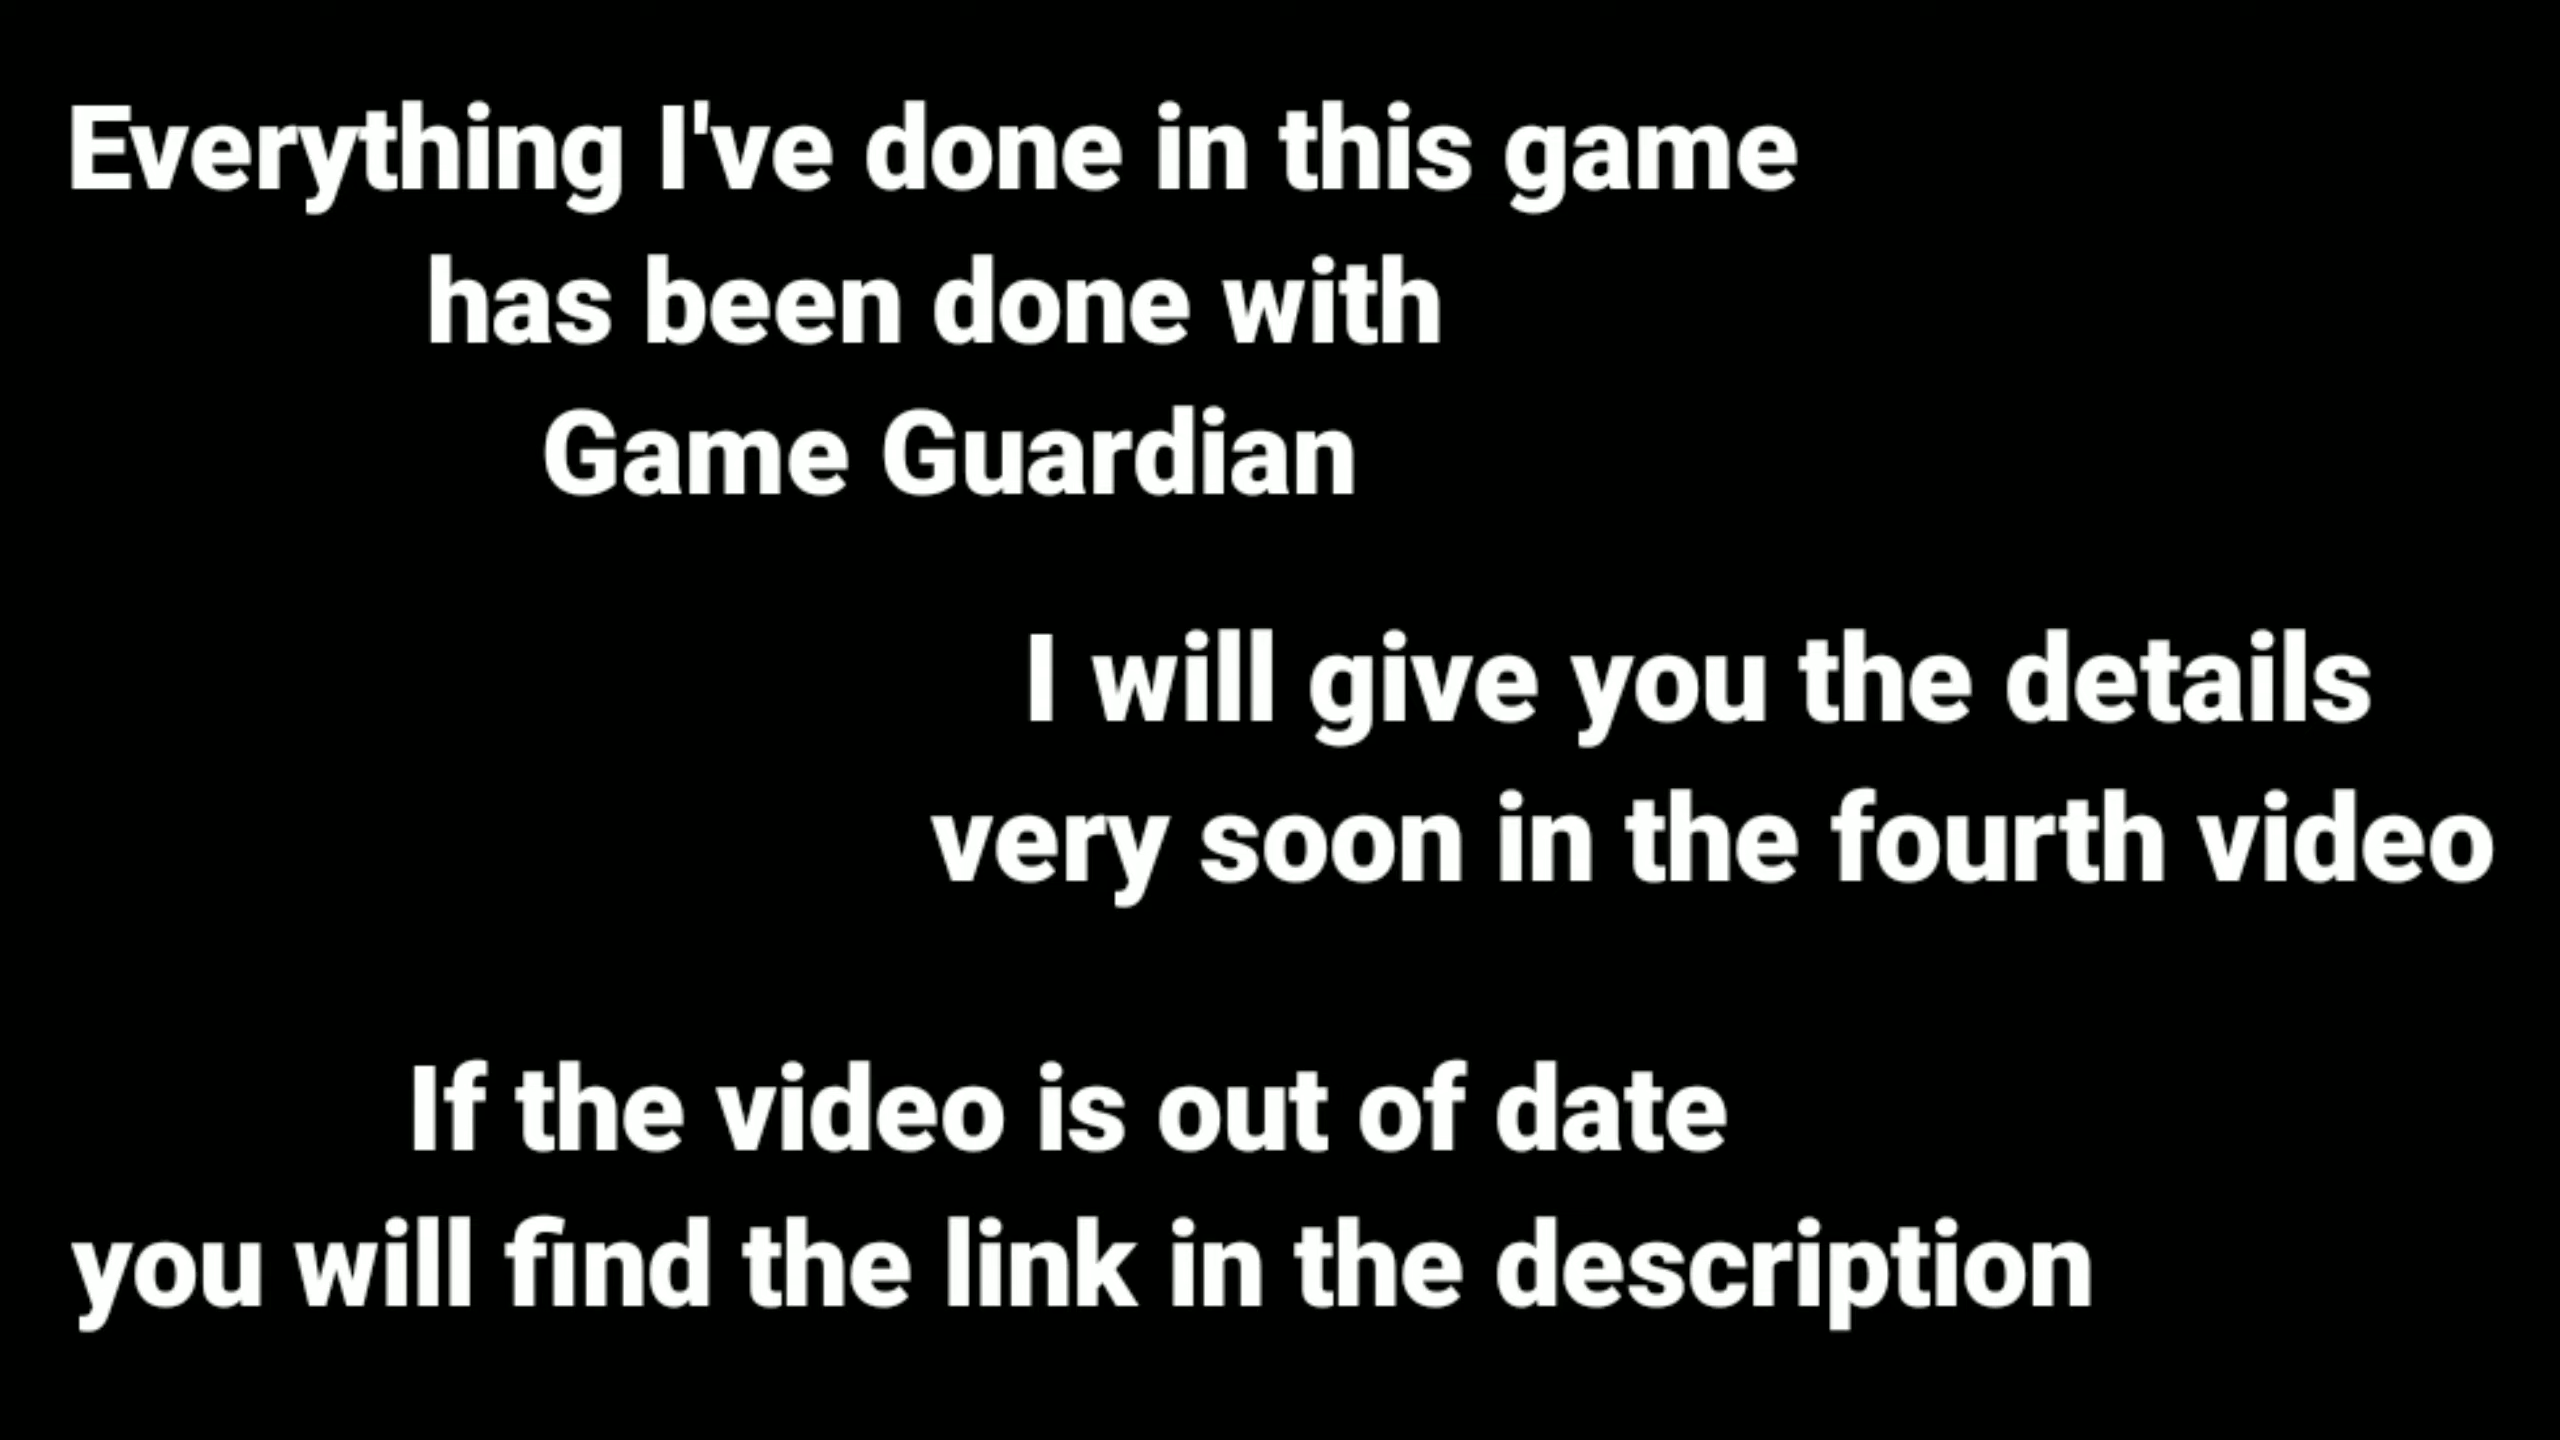 Everything I've done in this game
has been done with
Game Guardian
I will give you the details
very soon in the fourth video
If the video is out of date
you will find the link in the description